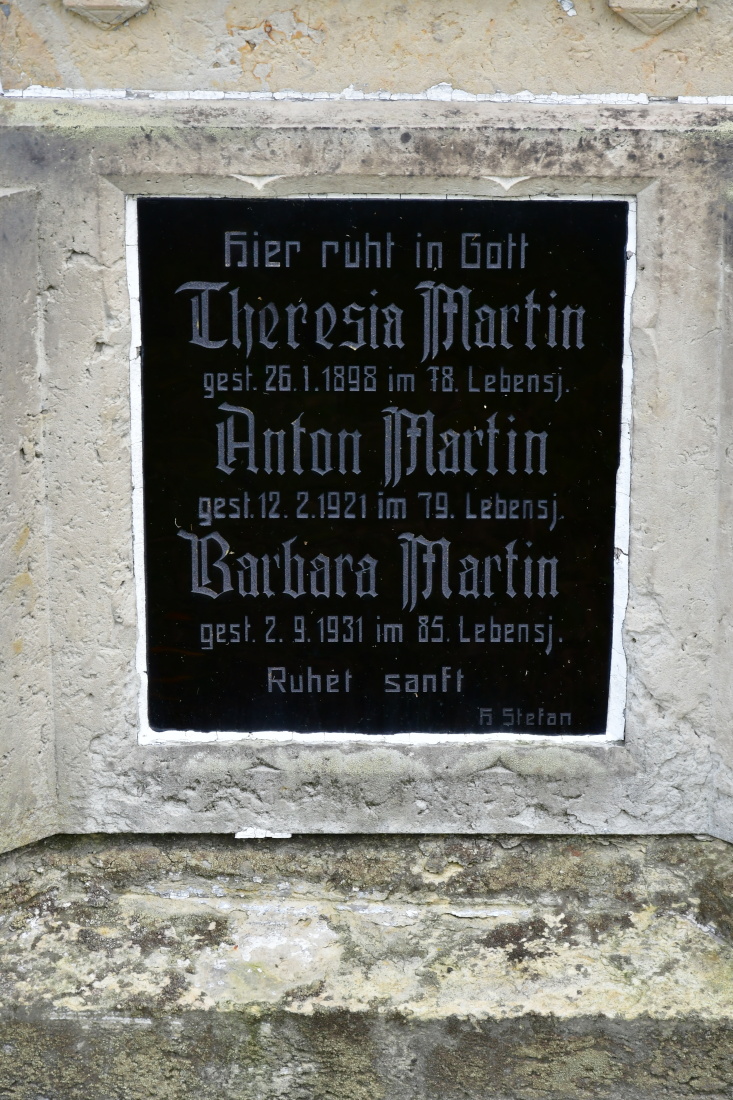 Hier ruht in Gott
Theresia Martin
gest. 26.1.1898 im 78. Lebensj.
Anton Martin
gest. 12.2.1921 im 79. Lebensj.
Barbara Martin
gest. 2.9.1931 im 85. Lebensj.
Ruhet sanft
H Stefan